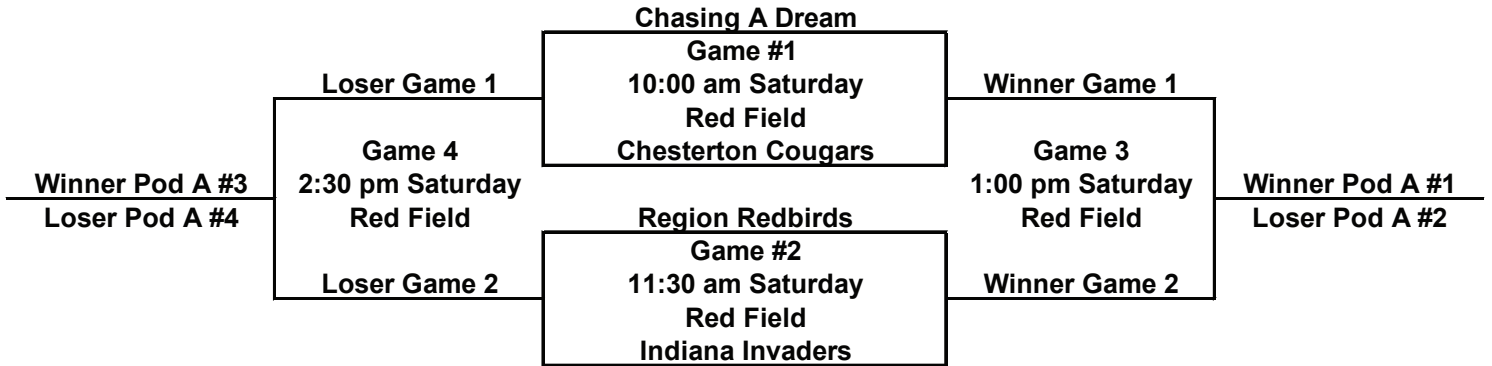 Chasing A Dream
Game #1
Loser Game 1 10:00 am Saturday Winner Game 1
Red Field
Game 4 Chesterton Cougars Game 3
Winner Pod A #3 2:30 pm Saturday 1:00 pm Saturday Winner Pod A #1
Loser Pod A #4 Red Field Region Redbirds Red Field Loser Pod A #2
Game #2
Loser Game 2 11:30 am Saturday Winner Game 2
Red Field
Indiana Invaders